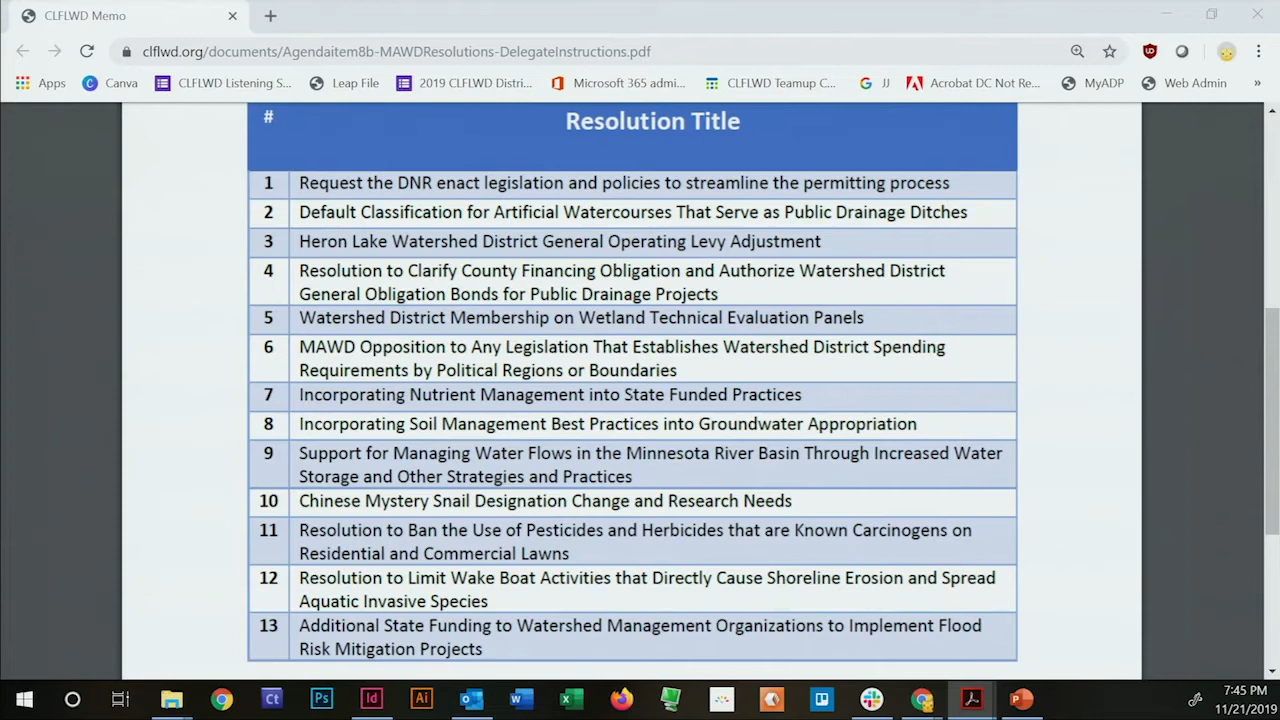 CLFLWD Memo
clflwd.org/documents/Agendaitem8b-MAWDResolutions-DelegateInstructions.pdf
Apps Canva CLFLWD Listening S... Leap File 2019 CLFLWD Distri... Microsoft 365 admi... CLFLWD Teamup C... JJ Acrobat DC Not Re... MyADP Web Admin »
# Resolution Title
1 Request the DNR enact legislation and policies to streamline the permitting process
2 Default Classification for Artificial Watercourses That Serve as Public Drainage Ditches
3 Heron Lake Watershed District General Operating Levy Adjustment
4 Resolution to Clarify County Financing Obligation and Authorize Watershed District
General Obligation Bonds for Public Drainage Projects
5 Watershed District Membership on Wetland Technical Evaluation Panels
6 MAWD Opposition to Any Legislation That Establishes Watershed District Spending
Requirements by Political Regions or Boundaries
7 Incorporating Nutrient Management into State Funded Practices
8 Incorporating Soil Management Best Practices into Groundwater Appropriation
9 Support for Managing Water Flows in the Minnesota River Basin Through Increased Water
Storage and Other Strategies and Practices
10 Chinese Mystery Snail Designation Change and Research Needs
11 Resolution to Ban the Use of Pesticides and Herbicides that are Known Carcinogens on
Residential and Commercial Lawns
12 Resolution to Limit Wake Boat Activities that Directly Cause Shoreline Erosion and Spread
Aquatic Invasive Species
13 Additional State Funding to Watershed Management Organizations to Implement Flood
Risk Mitigation Projects
Ct Ps Id Ai
7:45 PM
11/21/2019